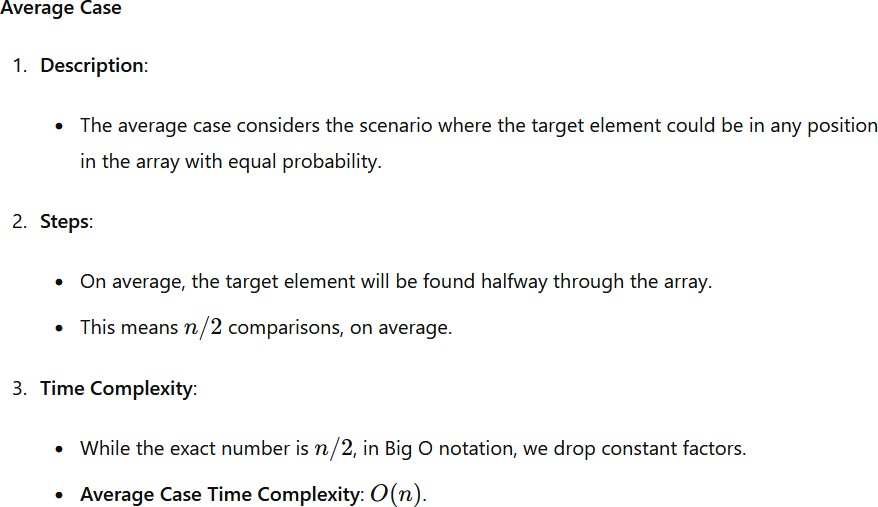 Average Case
1. Description:
• The average case considers the scenario where the target element could be in any position
in the array with equal probability.
2. Steps:
• On average, the target element will be found halfway through the array.
• This means n/2 comparisons, on average.
3. Time Complexity:
• While the exact number is n/2, in Big O notation, we drop constant factors.
• Average Case Time Complexity: O(n).